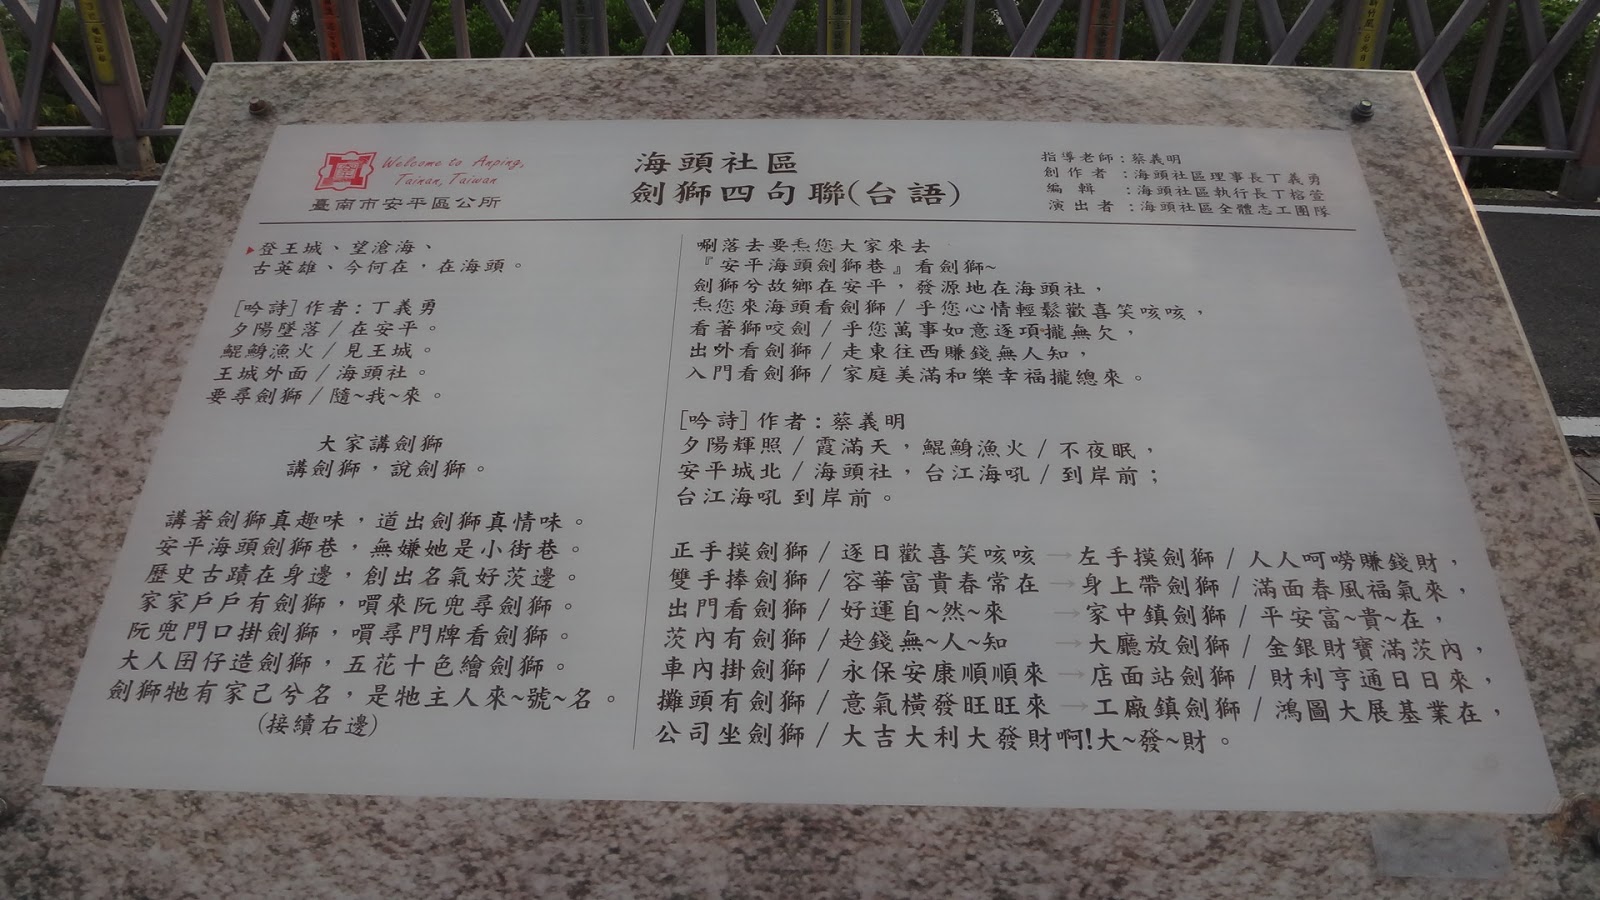 Welcome to Anping,
Tainan, Taiwan
臺南市安平區公所
海頭社區
劍獅四句聯(台語)
指導老師：蔡義明
創作者：海頭社區理事長丁義勇
編輯：海頭社區執行長丁榕萱
演出者：海頭社區全體志工團隊
登王城、望滄海、
古英雄、今何在，在海頭。
[吟詩]作者：丁義勇
夕陽墜落/在安平。
鯤鯓漁火/見王城。
王城外面/海頭社。
要尋劍獅/隨~我~來。
大家講劍獅
講劍獅，說劍獅。
講著劍獅真趣味，道出劍獅真情味。
安平海頭劍獅巷，無嫌她是小街巷。
歷史古蹟在身邊，創出名氣好茨邊。
家家戶戶有劍獅，嘪來阮兜尋劍獅。
阮兜門口掛劍獅，嘪尋門牌看劍獅。
大人囝仔造劍獅，五花十色繪劍獅。
劍獅牠有家己兮名，是牠主人來~號~名。
(接續右邊)
唰落去要𤆬您大家來去
『安平海頭劍獅巷』看劍獅~
劍獅兮故鄉在安平，發源地在海頭社，
𤆬您來海頭看劍獅/乎您心情輕鬆歡喜笑咳咳，
看著獅咬劍/乎您萬事如意逐項攏無欠，
出外看劍獅/走東往西賺錢無人知，
入門看劍獅/家庭美滿和樂幸福攏總來。
[吟詩]作者：蔡義明
夕陽輝照/霞滿天，鯤鯓漁火/不夜眠，
安平城北/海頭社，台江海吼/到岸前；
台江海吼 到岸前。
正手摸劍獅/逐日歡喜笑咳咳→左手摸劍獅/人人呵嘮賺錢財，
雙手捧劍獅/容華富貴春常在→身上帶劍獅/滿面春風福氣來，
出門看劍獅/好運自~然~來→家中鎮劍獅/平安富~貴~在，
茨內有劍獅/趁錢無~人~知→大廳放劍獅/金銀財寶滿茨內，
車內掛劍獅/永保安康順順來→店面站劍獅/財利亨通日日來，
攤頭有劍獅/意氣橫發旺旺來→工廠鎮劍獅/鴻圖大展基業在，
公司坐劍獅/大吉大利大發財啊!大~發~財。